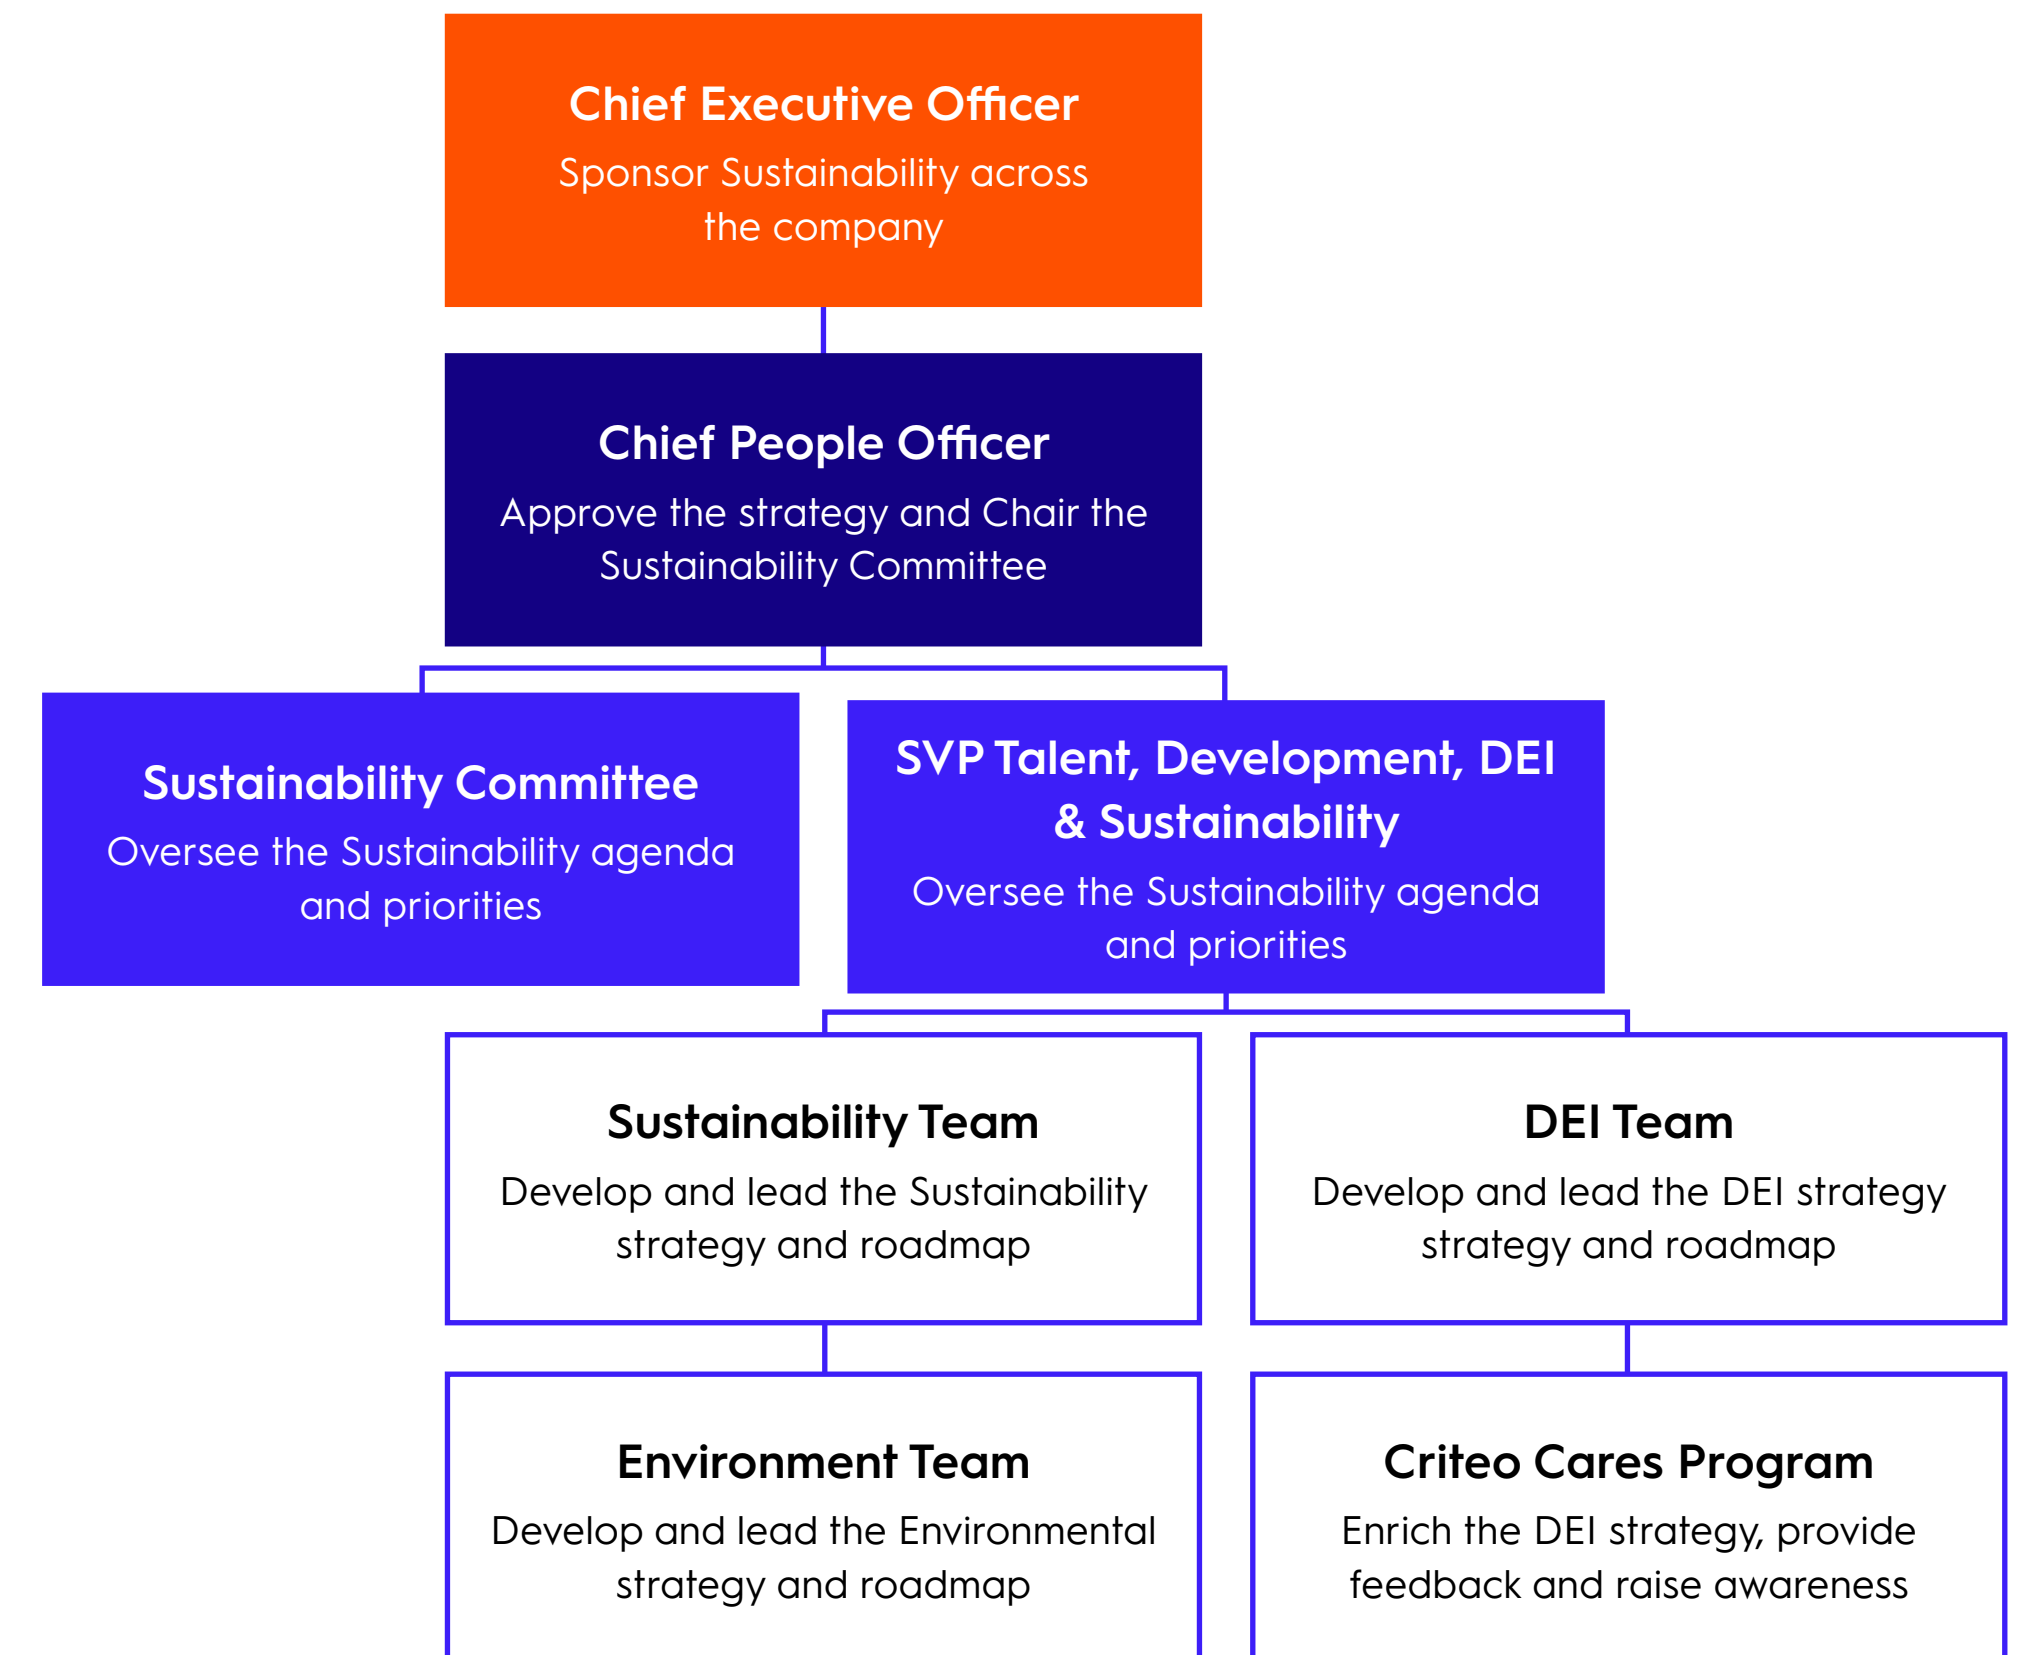 Chief Executive Officer
Sponsor Sustainability across
the company
Chief People Officer
Approve the strategy and Chair the
Sustainability Committee
Sustainability Committee
Oversee the Sustainability agenda
and priorities
SVP Talent, Development, DEI
& Sustainability
Oversee the Sustainability agenda
and priorities
Sustainability Team
Develop and lead the Sustainability
strategy and roadmap
DEI Team
Develop and lead the DEI strategy
strategy and roadmap
Environment Team
Develop and lead the Environmental
strategy and roadmap
Criteo Cares Program
Enrich the DEI strategy, provide
feedback and raise awareness